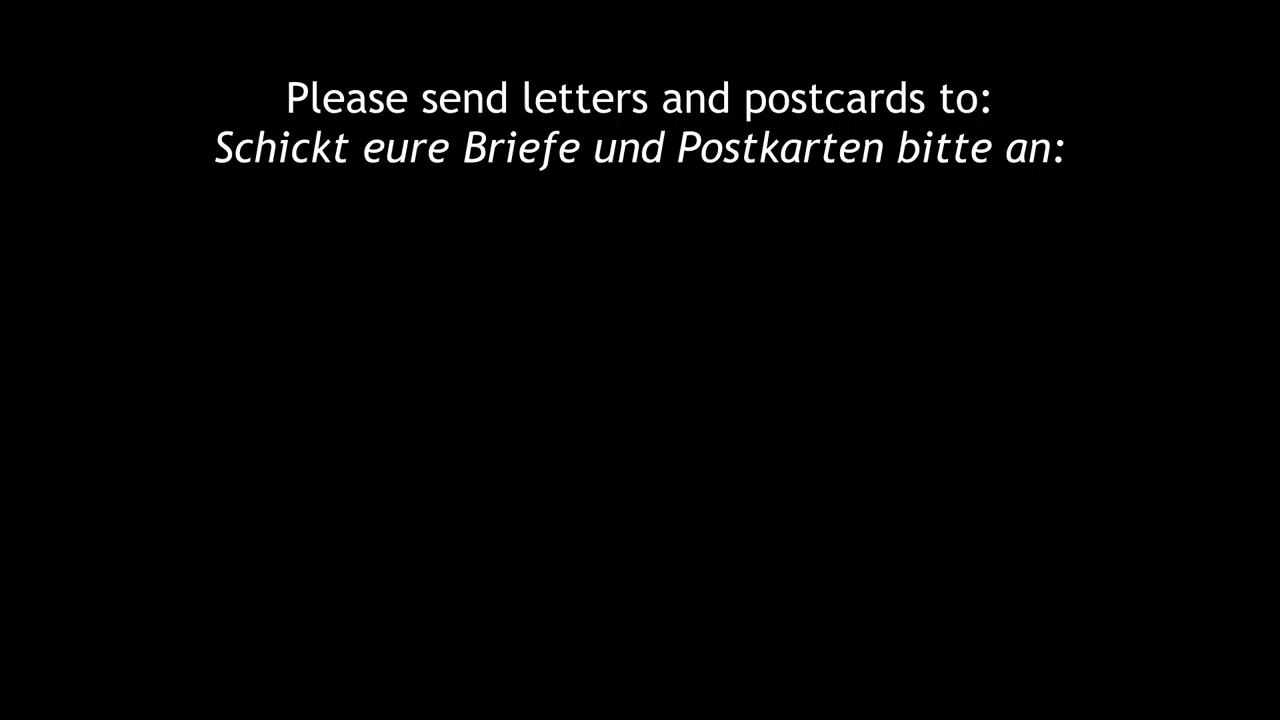 Please send letters and postcards to:
Schickt eure Briefe und Postkarten bitte an: